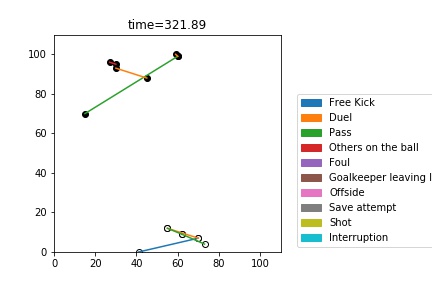 time=321.89
100
80
60
40
20
0
0 20 40 60 80 100
Free Kick
Duel
Pass
Others on the ball
Foul
Goalkeeper leaving l
Offside
Save attempt
Shot
Interruption